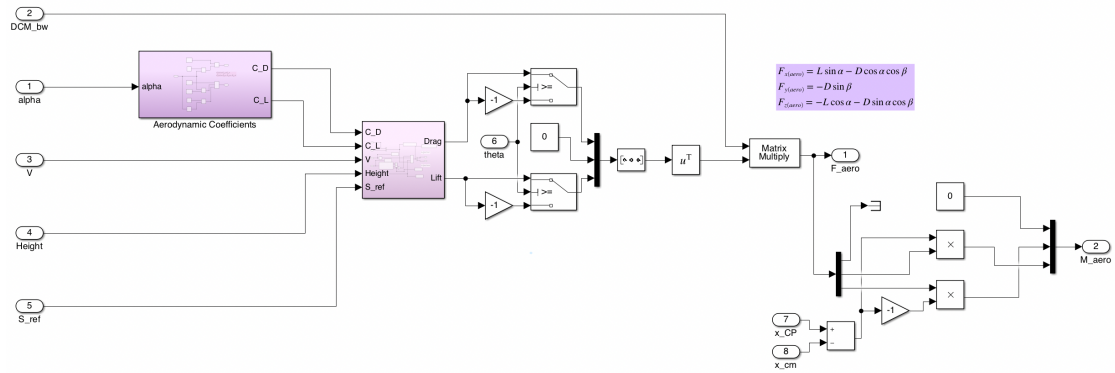 2
DCM_bw
1
alpha
alpha
C_D
C_L
Aerodynamic Coefficients
3
V
4
Height
5
S_ref
C_D
C_L
V
Height
S_ref
Drag
Lift
-1
>=
6
theta
0
>=
-1
u^T
Matrix
Multiply
F_x(aero) = L sin α − D cos α cos β
F_y(aero) = −D sin β
F_z(aero) = −L cos α − D sin α cos β
1
F_aero
0
×
×
-1
2
M_aero
7
x_CP
8
x_cm
+
−